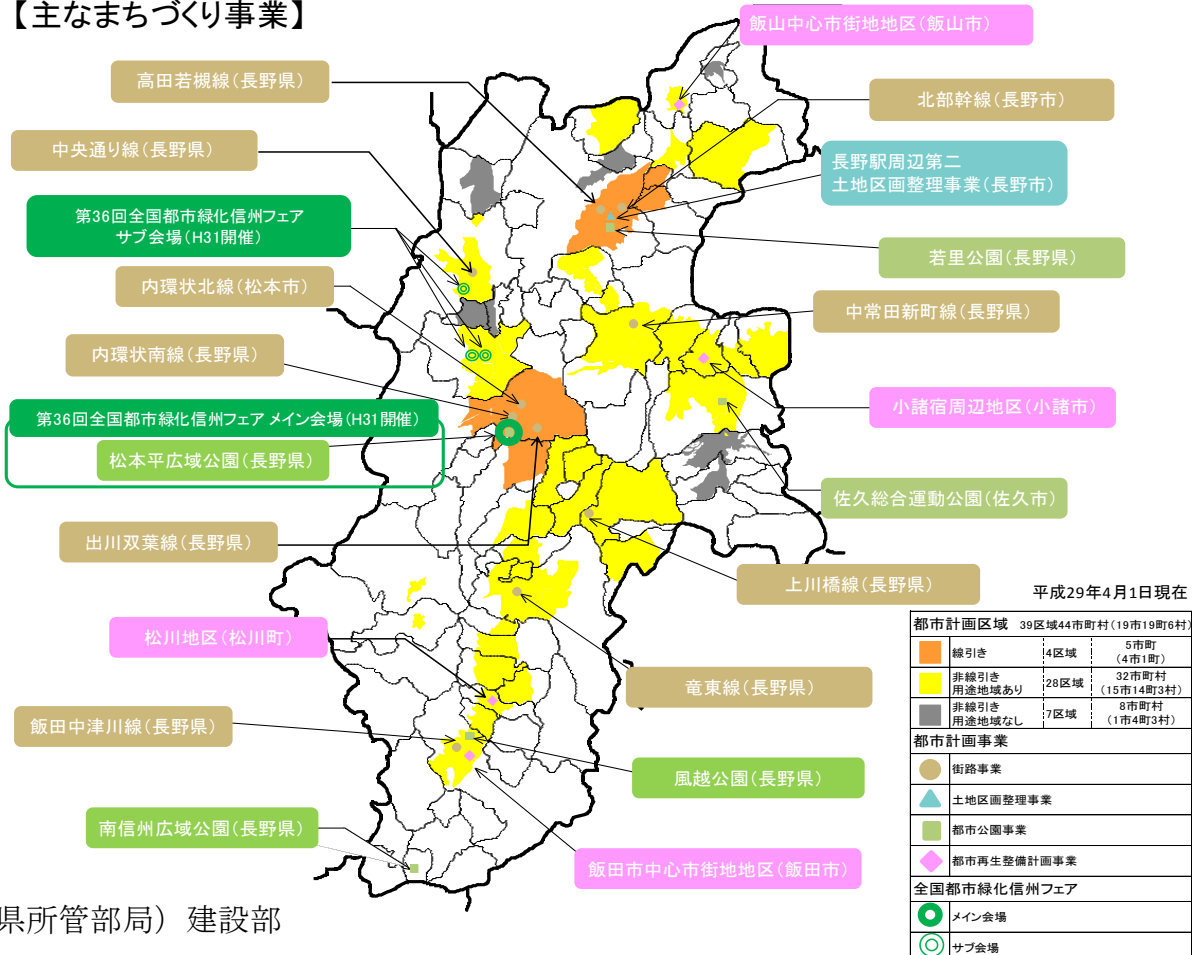 【主なまちづくり事業】
飯山中心市街地地区(飯山市)
高田若槻線(長野県)
北部幹線(長野市)
中央通り線(長野県)
長野駅周辺第二
土地区画整理事業(長野市)
第36回全国都市緑化信州フェア
サブ会場(H31開催)
若里公園(長野県)
内環状北線(松本市)
中常田新町線(長野県)
内環状南線(長野県)
小諸宿周辺地区(小諸市)
第36回全国都市緑化信州フェア メイン会場(H31開催)
松本平広域公園(長野県)
佐久総合運動公園(佐久市)
出川双葉線(長野県)
上川橋線(長野県)
松川地区(松川町)
竜東線(長野県)
飯田中津川線(長野県)
風越公園(長野県)
南信州広域公園(長野県)
飯田市中心市街地地区(飯田市)
平成29年4月1日現在
都市計画区域 39区域44市町村(19市19町6村)
線引き 4区域 5市町
(4市1町)
非線引き
用途地域あり 28区域 32市町村
(15市14町3村)
非線引き
用途地域なし 7区域 8市町村
(1市4町3村)
都市計画事業
街路事業
土地区画整理事業
都市公園事業
都市再生整備計画事業
全国都市緑化信州フェア
メイン会場
サブ会場
県所管部局) 建設部